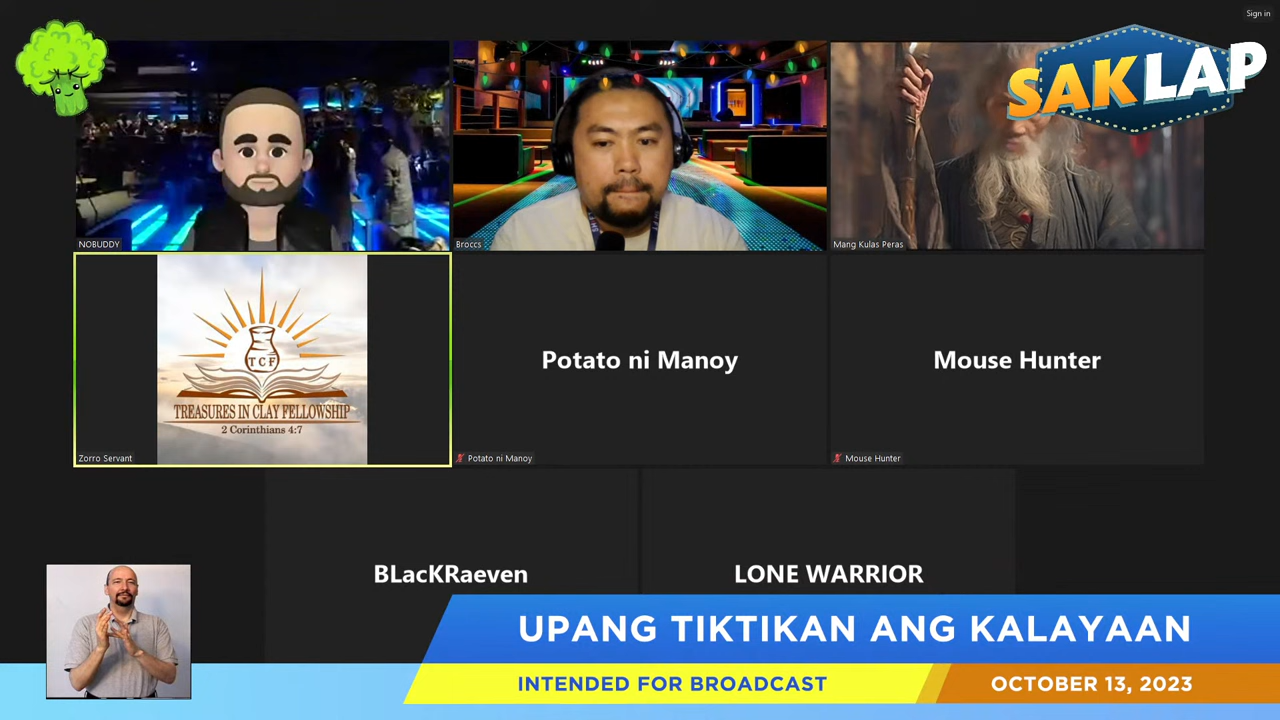 Sign in
SAKLAP
NOBUDDY
Broccs
Mang Kulas Peras
TCF
TREASURES IN CLAY FELLOWSHIP
2 Corinthians 4:7
Zorro Servant
Potato ni Manoy
Potato ni Manoy
Mouse Hunter
Mouse Hunter
BLacKRaeven
LONE WARRIOR
UPANG TIKTIKAN ANG KALAYAAN
INTENDED FOR BROADCAST
OCTOBER 13, 2023